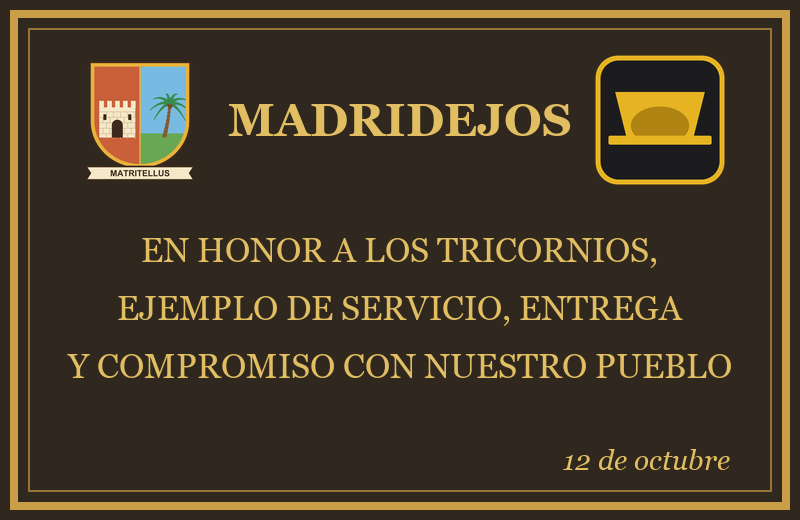 MADRIDEJOS
MATRITELLUS
EN HONOR A LOS TRICORNIOS,
EJEMPLO DE SERVICIO, ENTREGA
Y COMPROMISO CON NUESTRO PUEBLO
12 de octubre